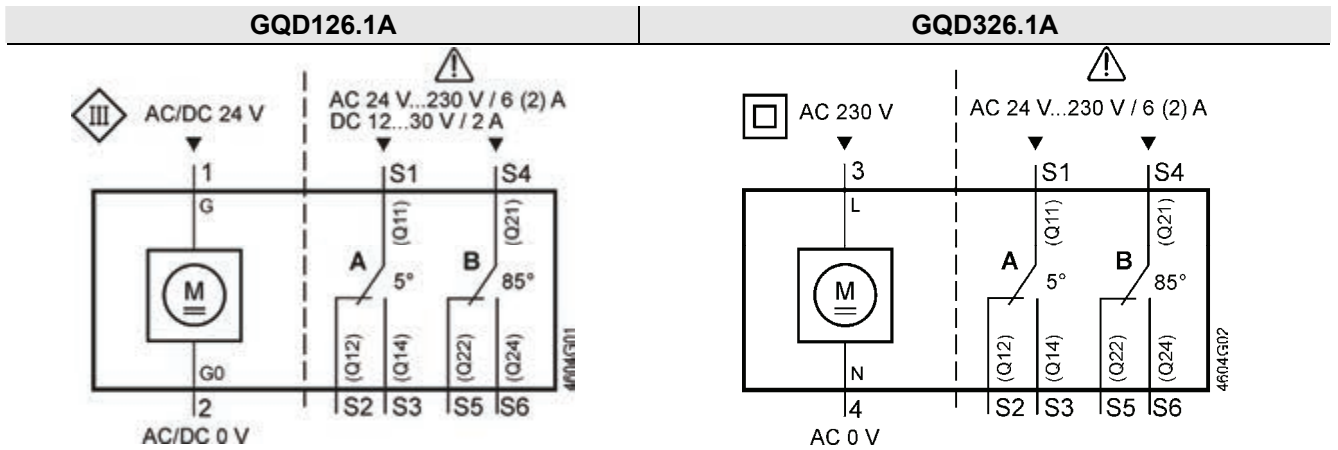 GQD126.1A
GQD326.1A
III
AC/DC 24 V
AC 24 V...230 V / 6 (2) A
DC 12...30 V / 2 A
1
S1
S4
G
(Q11)
(Q21)
A
5°
B
85°
M
(Q12)
(Q14)
(Q22)
(Q24)
G0
4604G01
2
S2
S3
S5
S6
AC/DC 0 V
AC 230 V
AC 24 V...230 V / 6 (2) A
3
S1
S4
L
(Q11)
(Q21)
A
5°
B
85°
M
(Q12)
(Q14)
(Q22)
(Q24)
N
4604G02
4
S2
S3
S5
S6
AC 0 V